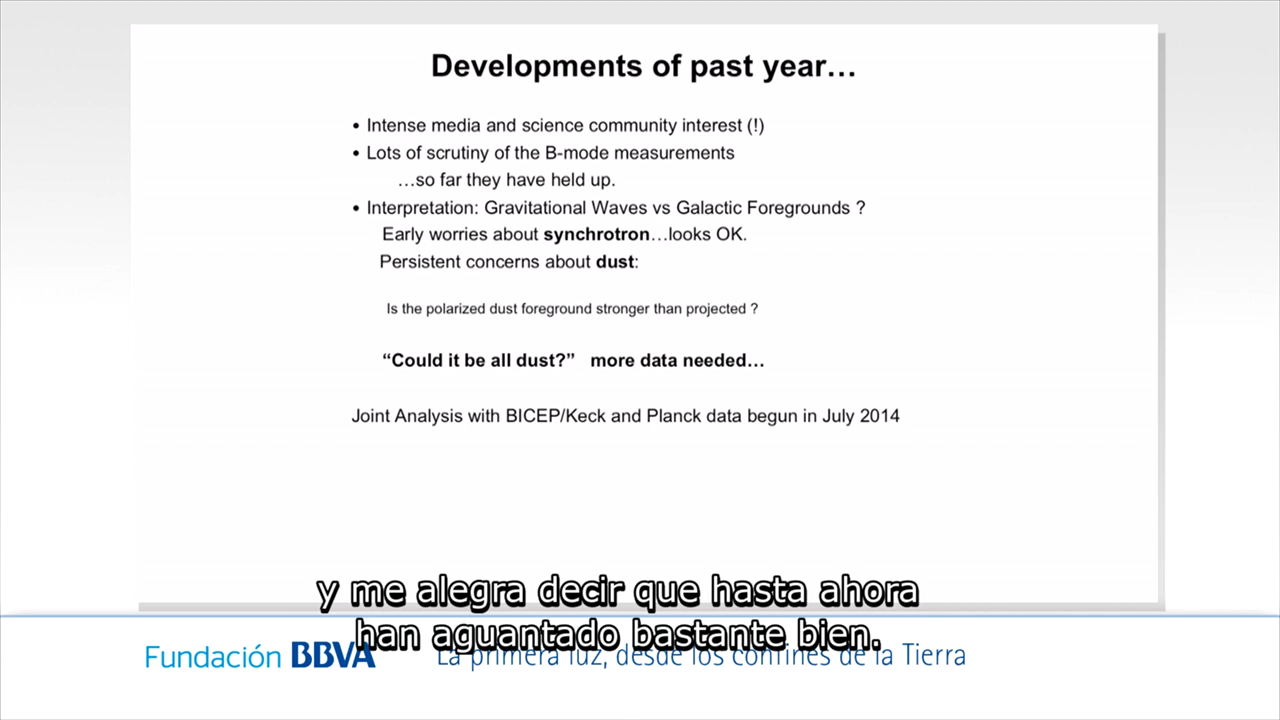 Developments of past year…
• Intense media and science community interest (!)
• Lots of scrutiny of the B-mode measurements
…so far they have held up.
• Interpretation: Gravitational Waves vs Galactic Foregrounds ?
Early worries about synchrotron…looks OK.
Persistent concerns about dust:
Is the polarized dust foreground stronger than projected ?
“Could it be all dust?” more data needed…
Joint Analysis with BICEP/Keck and Planck data begun in July 2014
y me alegra decir que hasta ahora
han aguantado bastante bien.
Fundación BBVA
La primera luz, desde los confines de la Tierra